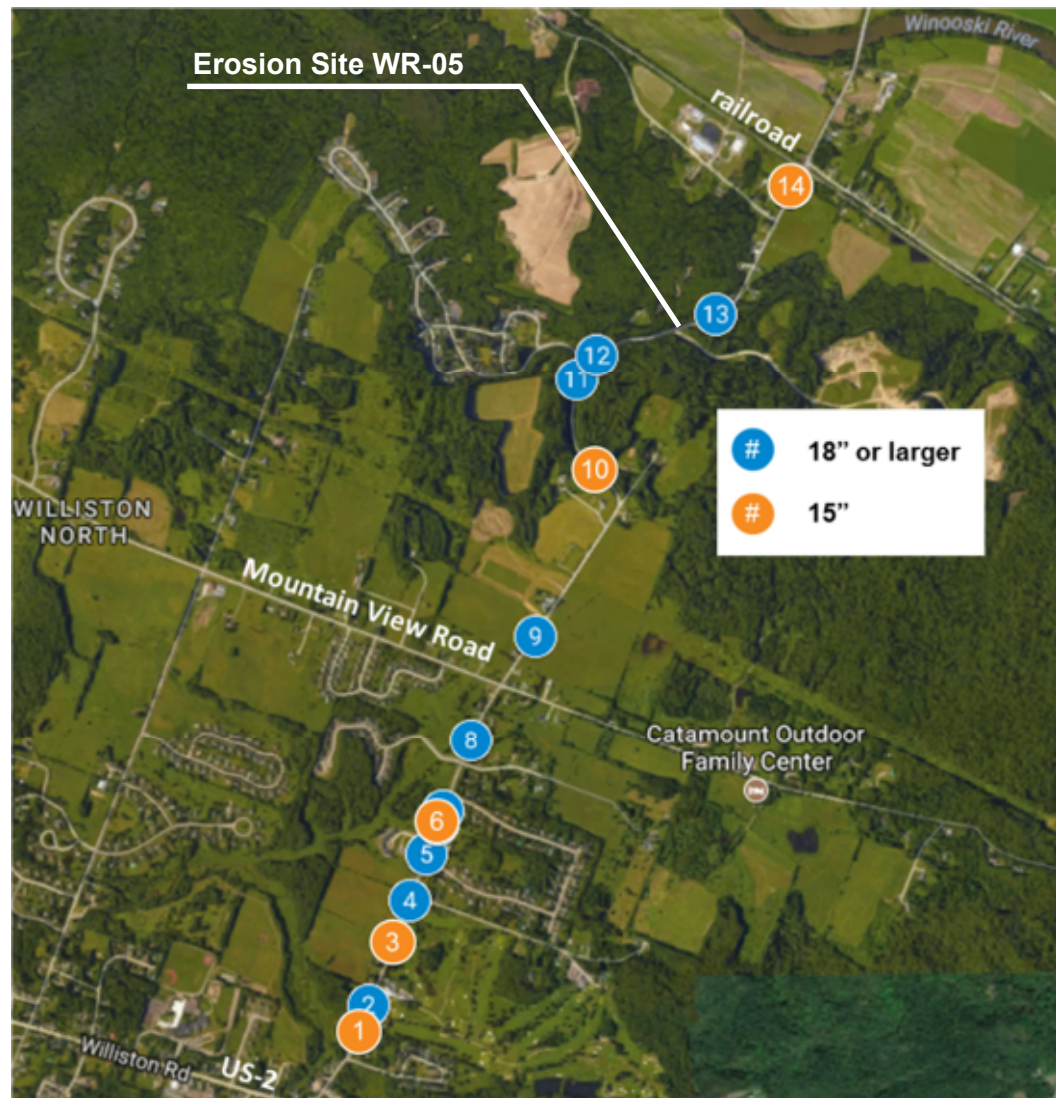 Winooski River
Erosion Site WR-05
railroad
14
13
12
11
#
18” or larger
10
#
15”
WILLISTON
NORTH
Mountain View Road
9
8
Catamount Outdoor
Family Center
6
5
4
3
2
1
Williston Rd
US-2